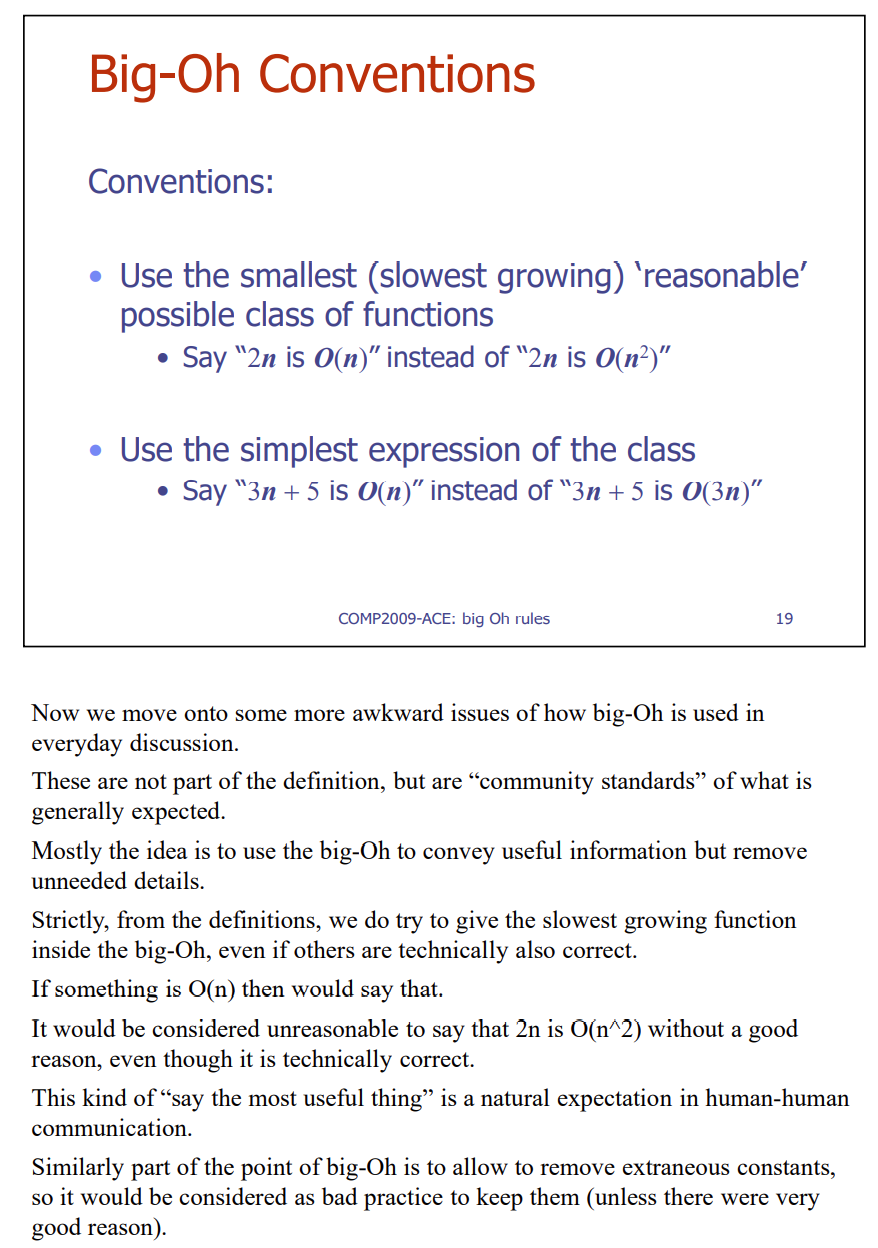 Big-Oh Conventions
Conventions:
• Use the smallest (slowest growing) ‘reasonable’
possible class of functions
• Say “2n is O(n)” instead of “2n is O(n²)”
• Use the simplest expression of the class
• Say “3n + 5 is O(n)” instead of “3n + 5 is O(3n)”
COMP2009-ACE: big Oh rules 19
Now we move onto some more awkward issues of how big-Oh is used in
everyday discussion.
These are not part of the definition, but are “community standards” of what is
generally expected.
Mostly the idea is to use the big-Oh to convey useful information but remove
unneeded details.
Strictly, from the definitions, we do try to give the slowest growing function
inside the big-Oh, even if others are technically also correct.
If something is O(n) then would say that.
It would be considered unreasonable to say that 2n is O(n^2) without a good
reason, even though it is technically correct.
This kind of “say the most useful thing” is a natural expectation in human-human
communication.
Similarly part of the point of big-Oh is to allow to remove extraneous constants,
so it would be considered as bad practice to keep them (unless there were very
good reason).